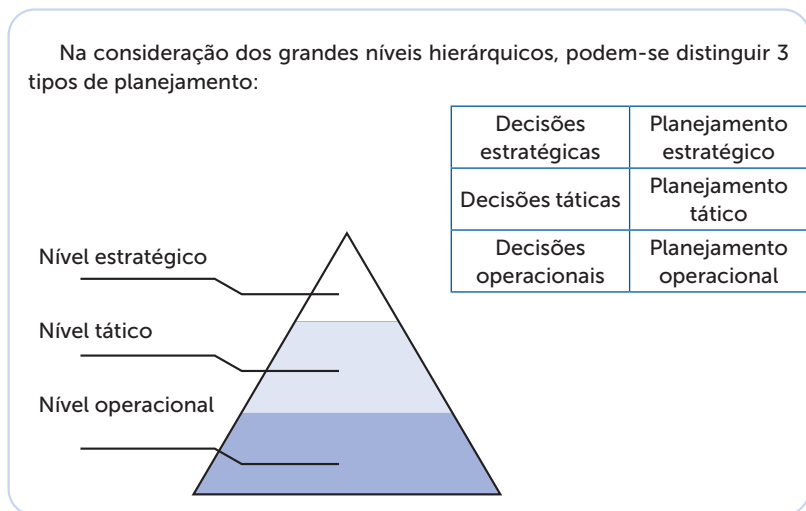 Na consideração dos grandes níveis hierárquicos, podem-se distinguir 3
tipos de planejamento:
Decisões
estratégicas
Planejamento
estratégico
Decisões táticas
Planejamento
tático
Decisões
operacionais
Planejamento
operacional
Nível estratégico
Nível tático
Nível operacional